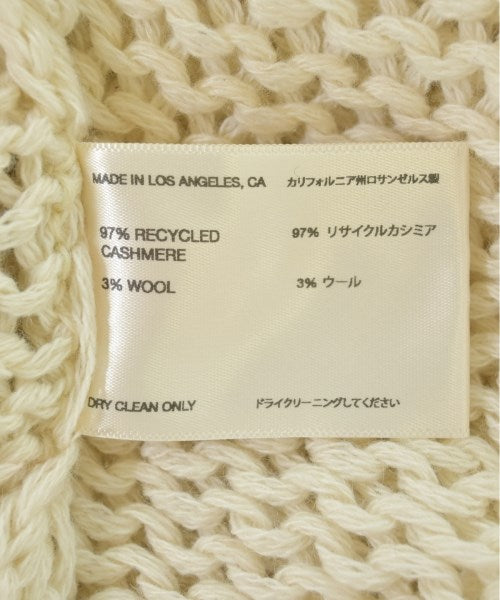 MADE IN LOS ANGELES, CA カリフォルニア州ロサンゼルス製
97% RECYCLED CASHMERE 97% リサイクルカシミア
3% WOOL 3% ウール
DRY CLEAN ONLY ドライクリーニングしてください